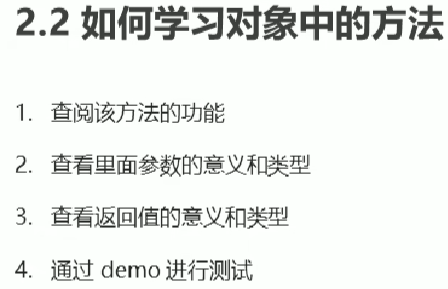 2.2 如何学习对象中的方法
1. 查阅该方法的功能
2. 查看里面参数的意义和类型
3. 查看返回值的意义和类型
4. 通过 demo 进行测试